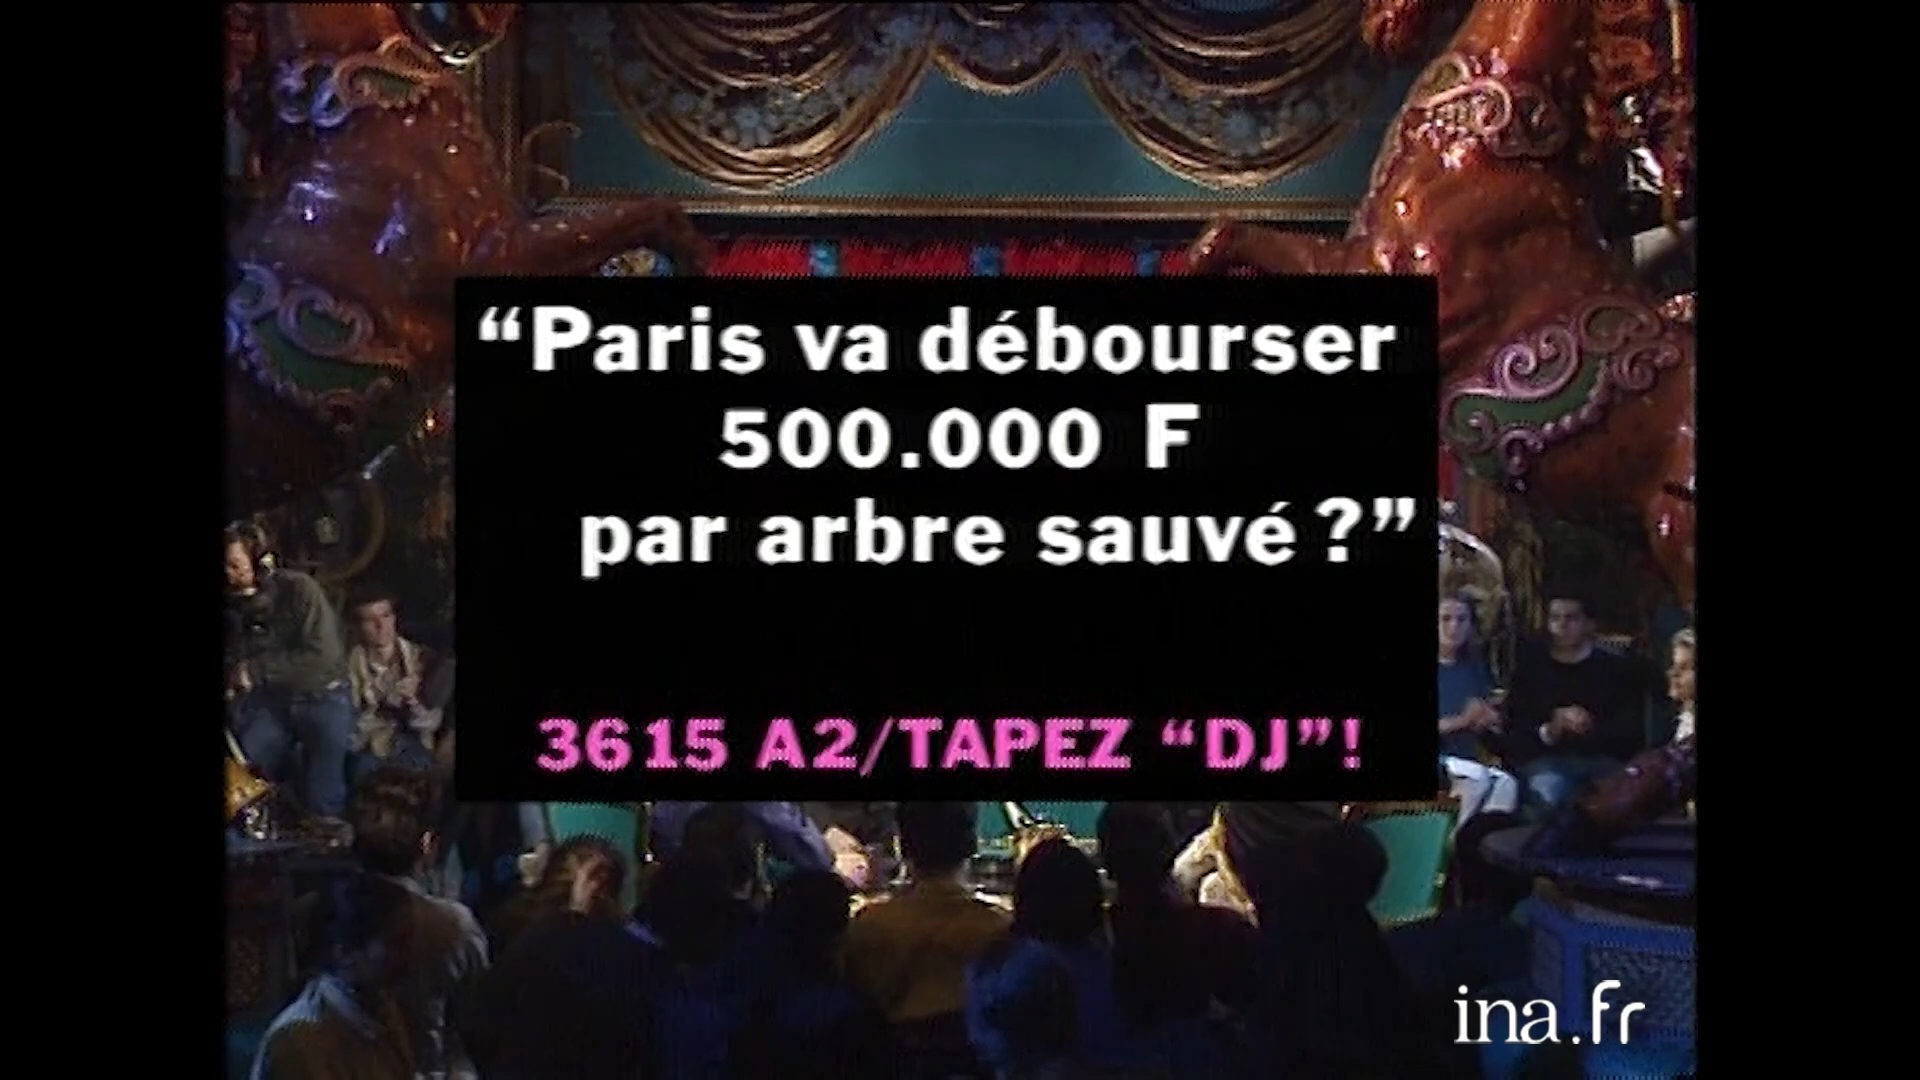 “Paris va débourser
500.000 F
par arbre sauvé ?”
3615 A2/TAPEZ “DJ”!
ina.fr